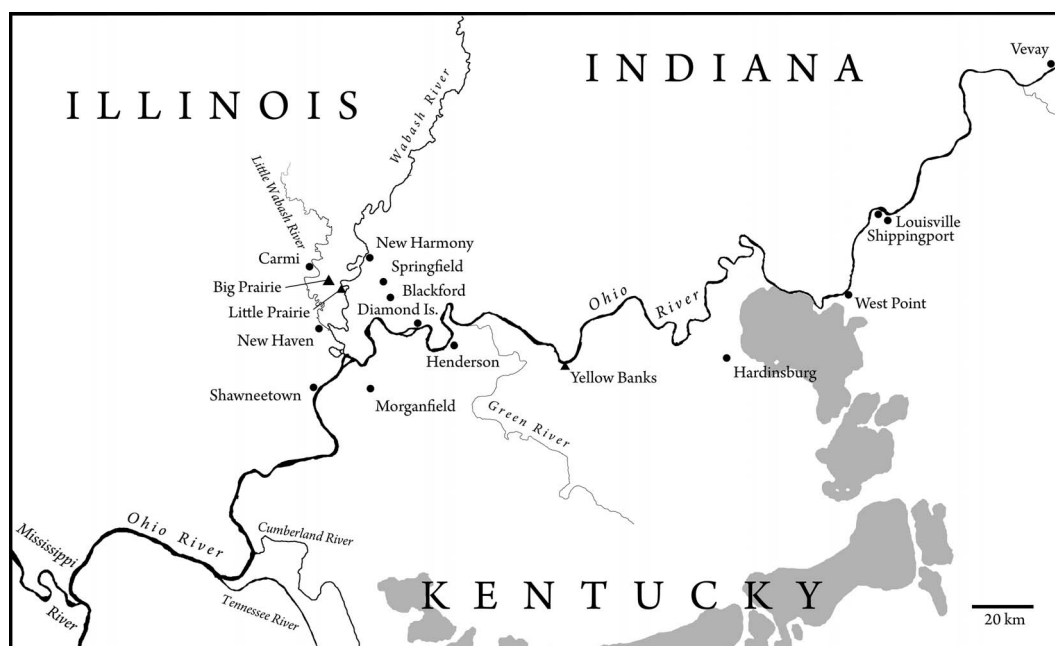 Vevay
INDIANA
ILLINOIS
Wabash River
Little Wabash River
Louisville
Shippingport
New Harmony
Carmi
Springfield
Big Prairie
Blackford
Little Prairie
Diamond Is.
Ohio River
West Point
New Haven
Henderson
Yellow Banks
Hardinsburg
Shawneetown
Morganfield
Green River
Ohio River
Cumberland River
Mississippi
River
Tennessee River
KENTUCKY
20 km